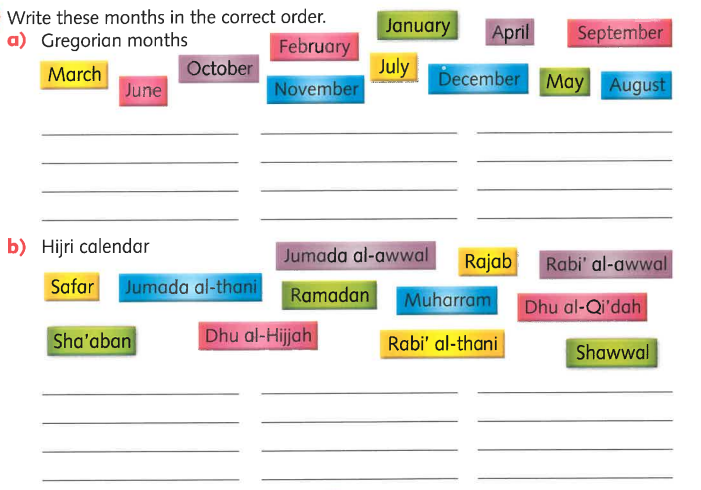 Write these months in the correct order.
a) Gregorian months
January
April
September
February
March
June
October
November
July
December
May
August
b) Hijri calendar
Jumada al-awwal
Rajab
Rabi' al-awwal
Safar
Jumada al-thani
Ramadan
Muharram
Dhu al-Qi'dah
Sha'aban
Dhu al-Hijjah
Rabi' al-thani
Shawwal